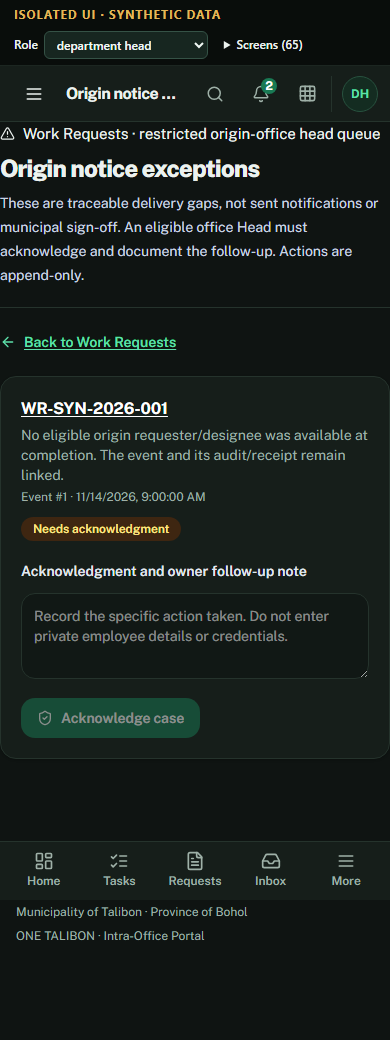 ISOLATED UI · SYNTHETIC DATA
Role department head ▶ Screens (65)
Origin notice ... 2 DH
Work Requests · restricted origin-office head queue
Origin notice exceptions
These are traceable delivery gaps, not sent notifications or
municipal sign-off. An eligible office Head must
acknowledge and document the follow-up. Actions are
append-only.
Back to Work Requests
WR-SYN-2026-001
No eligible origin requester/designee was available at
completion. The event and its audit/receipt remain
linked.
Event #1 · 11/14/2026, 9:00:00 AM
Needs acknowledgment
Acknowledgment and owner follow-up note
Record the specific action taken. Do not enter
private employee details or credentials.
Acknowledge case
Home Tasks Requests Inbox More
Municipality of Talibon · Province of Bohol
ONE TALIBON · Intra-Office Portal